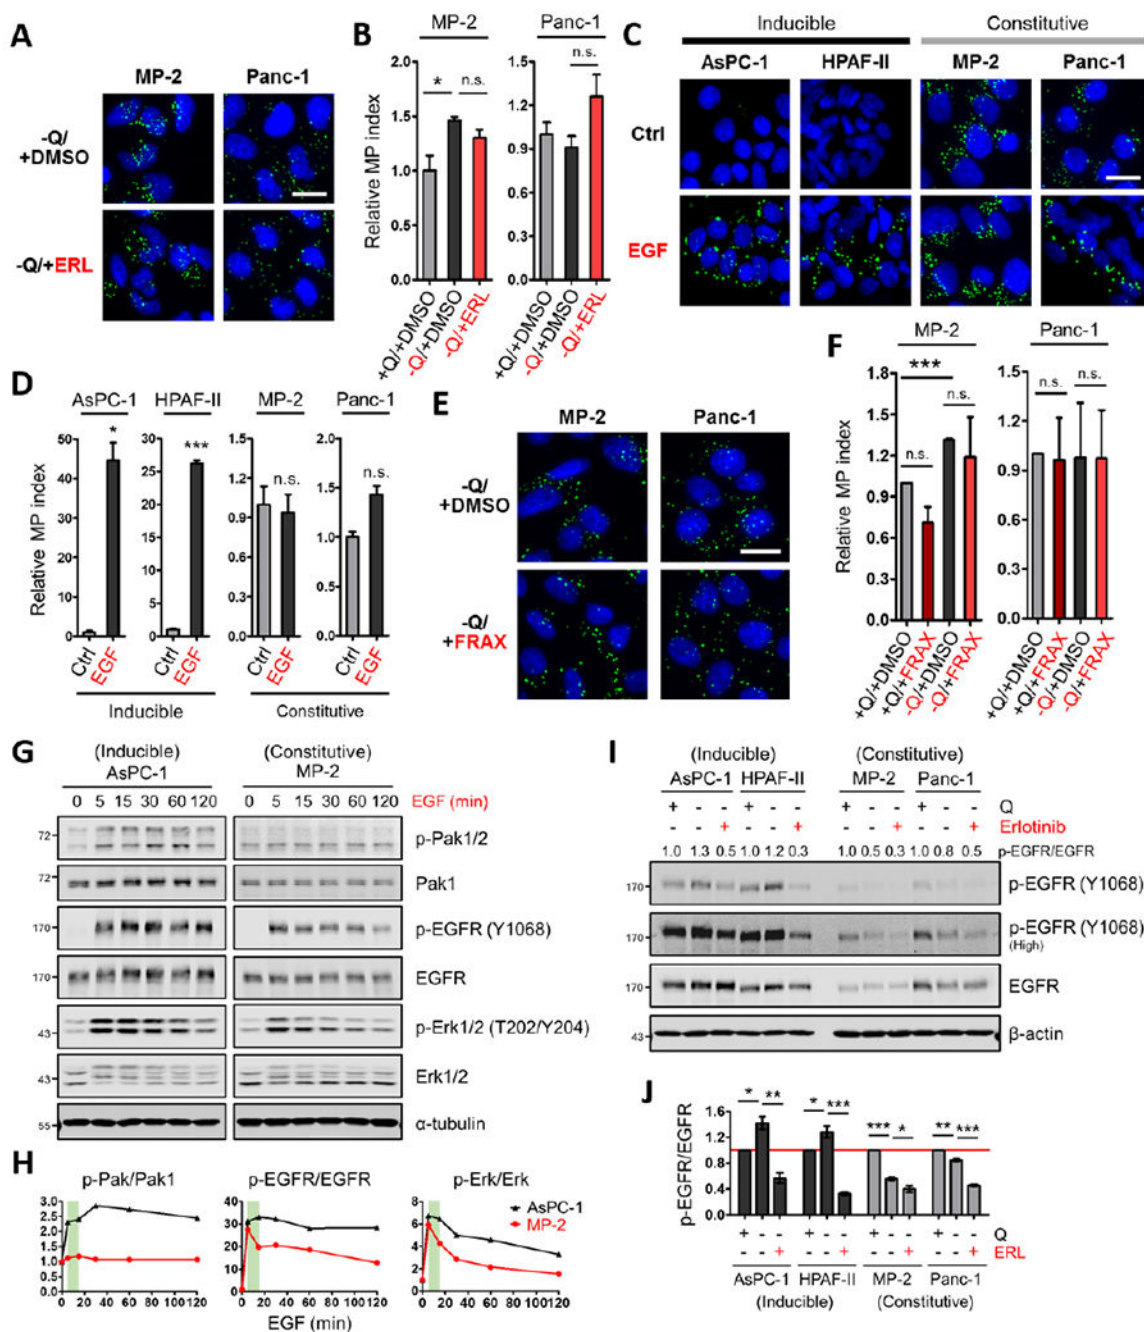 A
MP-2 Panc-1
-Q/
+DMSO
-Q/+ERL
B
MP-2 Panc-1
Relative MP index
2.0
1.5
1.0
0.5
0.0
* n.s.
1.5
1.2
0.9
0.6
0.3
0.0
n.s.
+Q/+DMSO
-Q/+DMSO
-Q/+ERL
+Q/+DMSO
-Q/+DMSO
-Q/+ERL
C
Inducible Constitutive
AsPC-1 HPAF-II MP-2 Panc-1
Ctrl
EGF
D
AsPC-1 HPAF-II MP-2 Panc-1
Relative MP index
50
40
30
20
10
0
*
30
25
20
15
10
5
0
***
1.5
1.2
0.9
0.6
0.3
0.0
n.s.
2.0
1.5
1.0
0.5
0.0
n.s.
Ctrl EGF Ctrl EGF Ctrl EGF Ctrl EGF
Inducible Constitutive
E
MP-2 Panc-1
-Q/
+DMSO
-Q/
+FRAX
F
MP-2 Panc-1
Relative MP index
1.8
1.5
1.2
0.9
0.6
0.3
0.0
***
n.s. n.s.
1.5
1.2
0.9
0.6
0.3
0.0
n.s. n.s.
+Q/+DMSO
+Q/+FRAX
-Q/+DMSO
-Q/+FRAX
+Q/+DMSO
+Q/+FRAX
-Q/+DMSO
-Q/+FRAX
G
(Inducible) (Constitutive)
AsPC-1 MP-2
0 5 15 30 60 120 0 5 15 30 60 120 EGF (min)
72 p-Pak1/2
72 Pak1
170 p-EGFR (Y1068)
170 EGFR
43 p-Erk1/2 (T202/Y204)
43 Erk1/2
55 α-tubulin
H
p-Pak/Pak1 p-EGFR/EGFR p-Erk/Erk
3.0
2.5
2.0
1.5
1.0
0.5
0.0
40
30
20
10
0
8
6
4
2
0
AsPC-1
MP-2
0 20 40 60 80 100 120 0 20 40 60 80 100 120 0 20 40 60 80 100 120
EGF (min)
I
(Inducible) (Constitutive)
AsPC-1 HPAF-II MP-2 Panc-1
+ - - + - - + - - + - - Q
- - + - - + - - + - - + Erlotinib
1.0 1.3 0.5 1.0 1.2 0.3 1.0 0.5 0.3 1.0 0.8 0.5 p-EGFR/EGFR
170 p-EGFR (Y1068)
170 p-EGFR (Y1068)
(High)
170 EGFR
43 β-actin
J
p-EGFR/EGFR
1.6
1.2
0.8
0.4
0.0
* ** * *** *** * ** ***
+ - - + - - + - - + - - Q
- - + - - + - - + - - + ERL
AsPC-1 HPAF-II MP-2 Panc-1
(Inducible) (Constitutive)